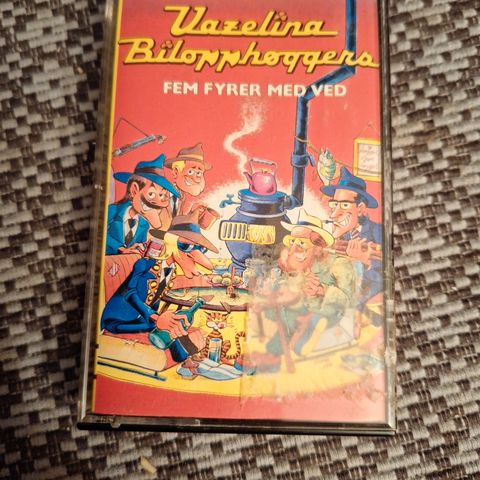 Vazelina
Bilopphøggers
FEM FYRER MED VED